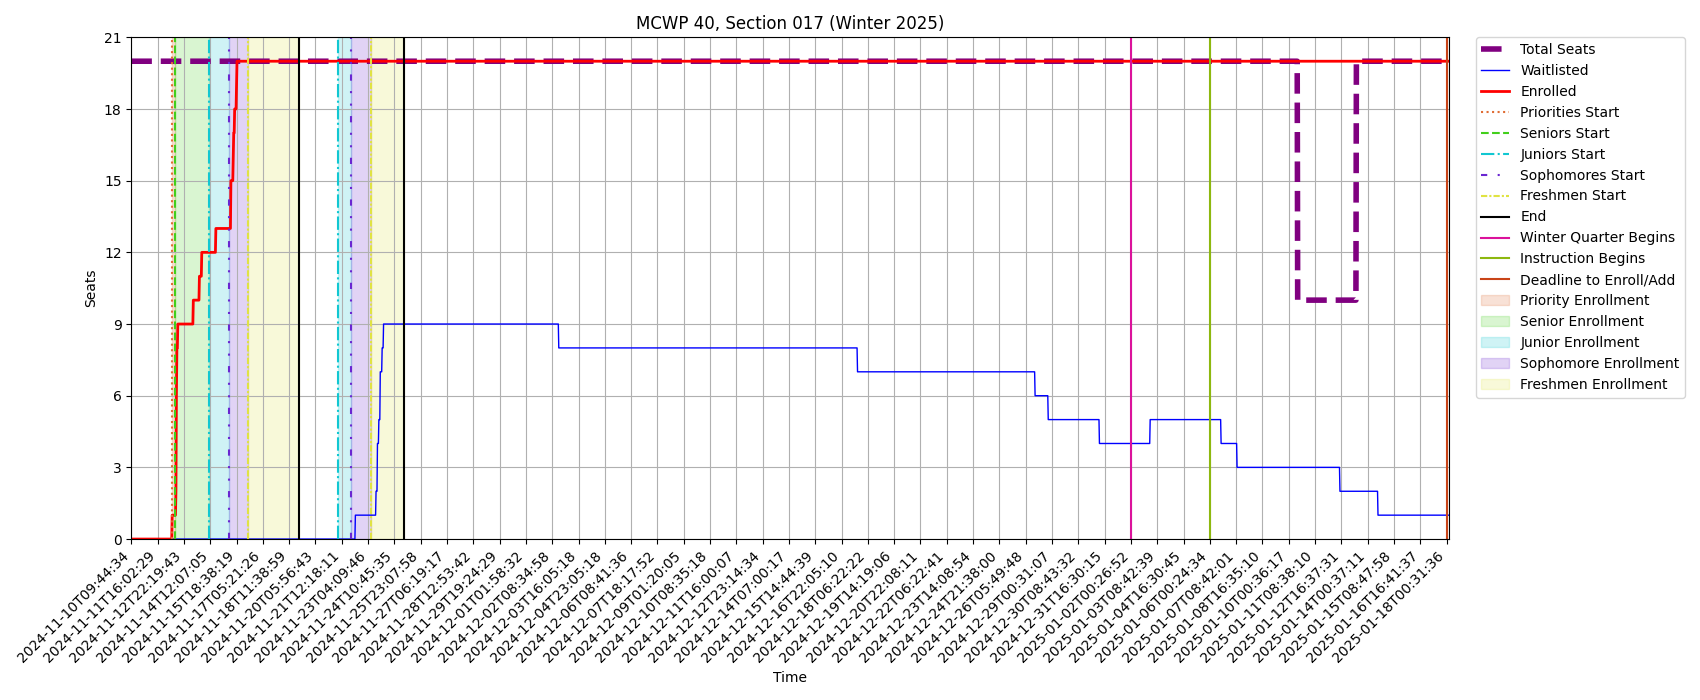 MCWP 40, Section 017 (Winter 2025)
21
18
15
12
9
6
3
0
Seats
2024-11-10T09:44:34
2024-11-11T16:02:29
2024-11-12T22:19:43
2024-11-14T12:07:05
2024-11-15T18:38:19
2024-11-17T05:21:26
2024-11-18T11:38:59
2024-11-20T05:56:43
2024-11-21T12:18:11
2024-11-23T04:09:46
2024-11-24T10:45:35
2024-11-25T23:07:58
2024-11-27T06:19:17
2024-11-28T12:53:42
2024-11-29T19:24:29
2024-12-01T01:58:32
2024-12-02T08:34:58
2024-12-03T16:05:18
2024-12-04T23:05:18
2024-12-06T08:41:36
2024-12-07T18:17:52
2024-12-09T01:20:05
2024-12-10T08:35:18
2024-12-11T16:00:07
2024-12-12T23:14:34
2024-12-14T07:00:17
2024-12-15T14:44:39
2024-12-16T22:05:10
2024-12-18T06:22:22
2024-12-19T14:19:06
2024-12-20T22:08:11
2024-12-22T06:22:41
2024-12-23T14:08:54
2024-12-24T21:38:00
2024-12-26T05:49:48
2024-12-29T00:31:07
2024-12-30T08:43:32
2024-12-31T16:30:15
2025-01-02T00:26:52
2025-01-03T08:42:39
2025-01-04T16:30:45
2025-01-06T00:24:34
2025-01-07T08:42:01
2025-01-08T16:35:10
2025-01-10T00:36:17
2025-01-11T08:38:10
2025-01-12T16:37:31
2025-01-14T00:37:11
2025-01-15T08:47:58
2025-01-16T16:41:37
2025-01-18T00:31:36
Time
Total Seats
Waitlisted
Enrolled
Priorities Start
Seniors Start
Juniors Start
Sophomores Start
Freshmen Start
End
Winter Quarter Begins
Instruction Begins
Deadline to Enroll/Add
Priority Enrollment
Senior Enrollment
Junior Enrollment
Sophomore Enrollment
Freshmen Enrollment